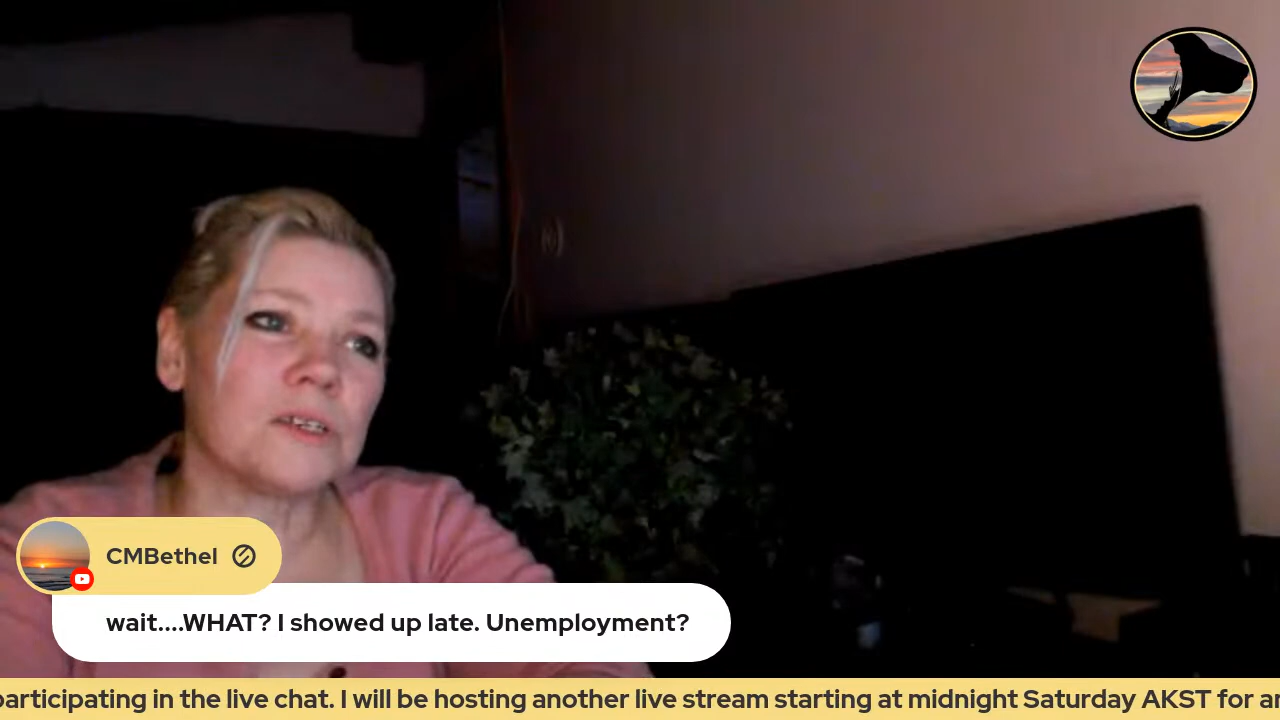 CMBethel
wait....WHAT? I showed up late. Unemployment?
participating in the live chat. I will be hosting another live stream starting at midnight Saturday AKST for